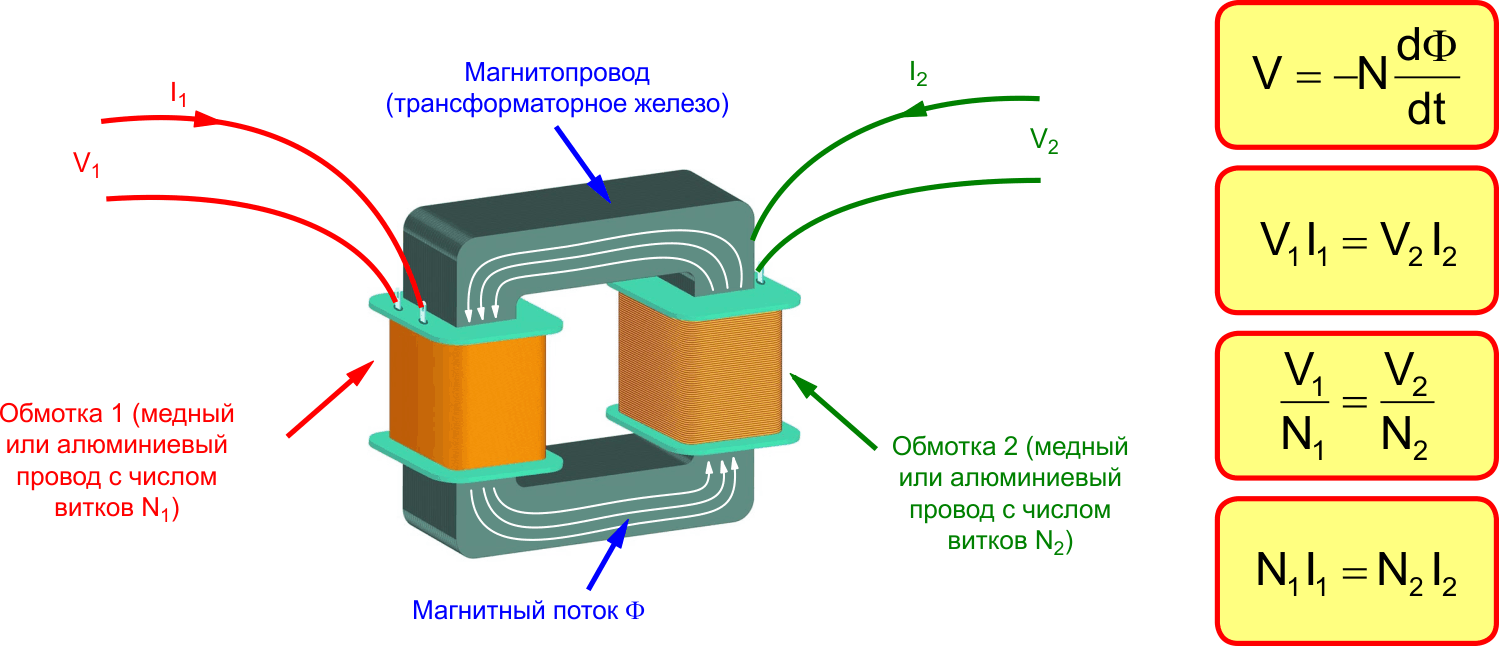 I₁
V₁
Магнитопровод
(трансформаторное железо)
I₂
V₂
Обмотка 1 (медный
или алюминиевый
провод с числом
витков N₁)
Обмотка 2 (медный
или алюминиевый
провод с числом
витков N₂)
Магнитный поток Φ
V = –N dΦ/dt
V₁ I₁ = V₂ I₂
V₁/N₁ = V₂/N₂
N₁ I₁ = N₂ I₂